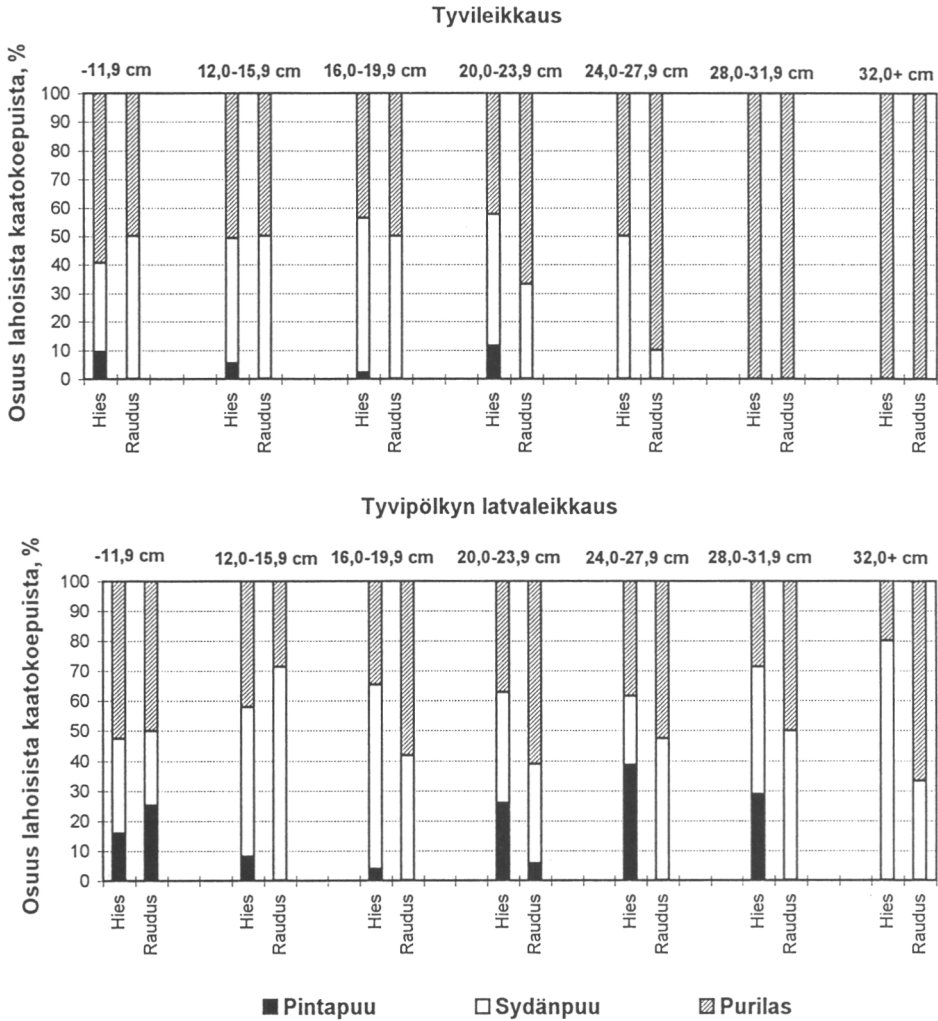 Tyvileikkaus
Osuus lahoisista kaatokoepuista, %
-11,9 cm 12,0-15,9 cm 16,0-19,9 cm 20,0-23,9 cm 24,0-27,9 cm 28,0-31,9 cm 32,0+ cm
100
90
80
70
60
50
40
30
20
10
0
Hies Raudus Hies Raudus Hies Raudus Hies Raudus Hies Raudus Hies Raudus Hies Raudus
Tyvipölkyn latvaleikkaus
Osuus lahoisista kaatokoepuista, %
-11,9 cm 12,0-15,9 cm 16,0-19,9 cm 20,0-23,9 cm 24,0-27,9 cm 28,0-31,9 cm 32,0+ cm
100
90
80
70
60
50
40
30
20
10
0
Hies Raudus Hies Raudus Hies Raudus Hies Raudus Hies Raudus Hies Raudus Hies Raudus
Pintapuu Sydänpuu Purilas